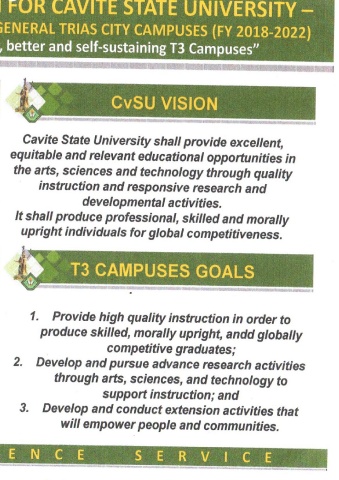 FOR CAVITE STATE UNIVERSITY –
GENERAL TRIAS CITY CAMPUSES (FY 2018-2022)
, better and self-sustaining T3 Campuses”
CvSU VISION
Cavite State University shall provide excellent,
equitable and relevant educational opportunities in
the arts, sciences and technology through quality
instruction and responsive research and
developmental activities.
It shall produce professional, skilled and morally
upright individuals for global competitiveness.
T3 CAMPUSES GOALS
1. Provide high quality instruction in order to
produce skilled, morally upright, andd globally
competitive graduates;
2. Develop and pursue advance research activities
through arts, sciences, and technology to
support instruction; and
3. Develop and conduct extension activities that
will empower people and communities.
E N C E S E R V I C E